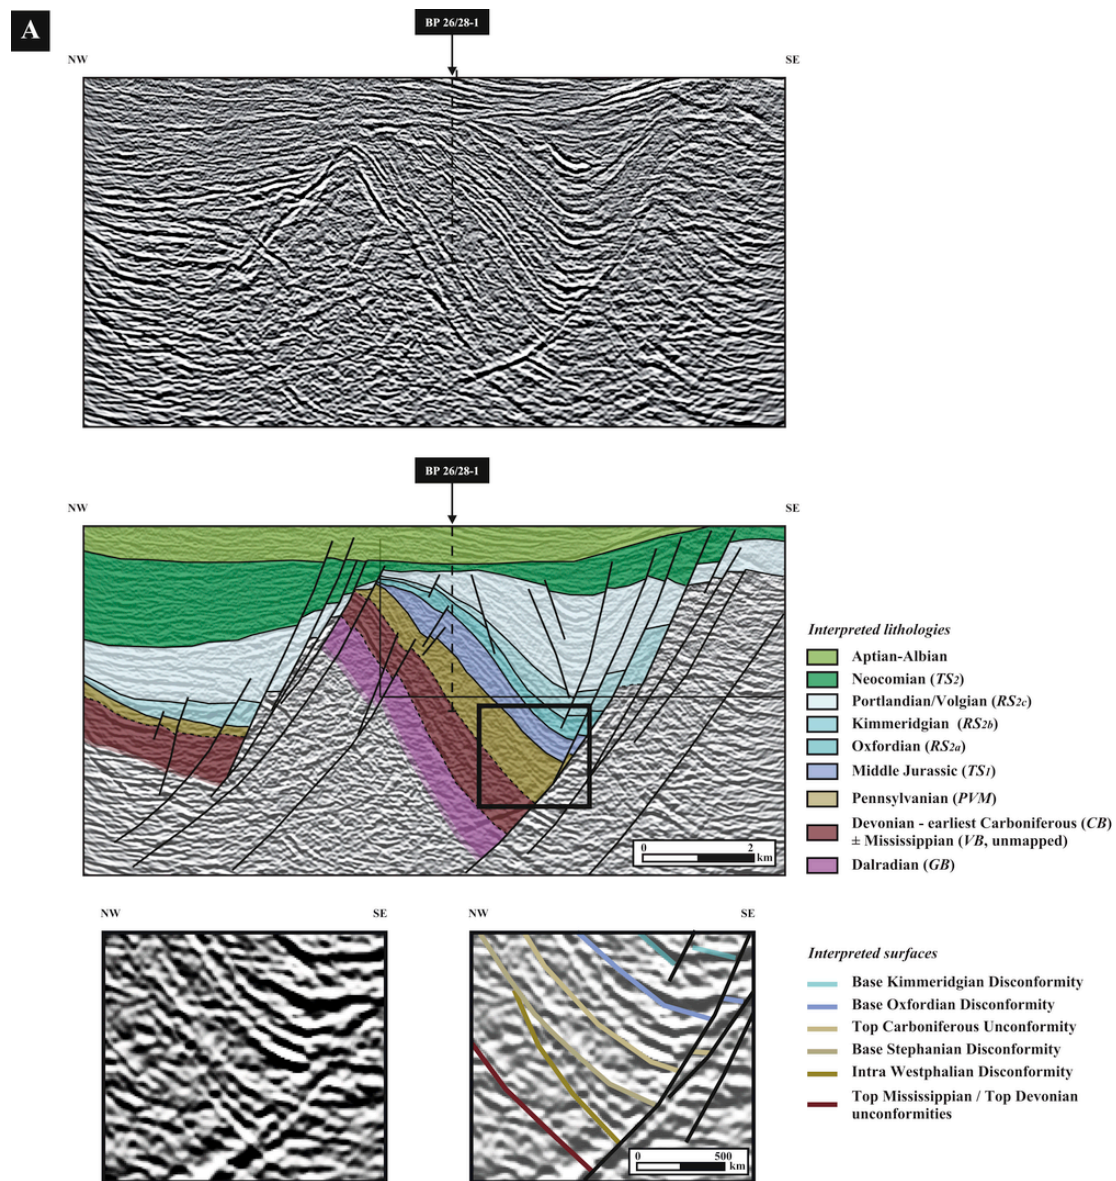 A
BP 26/28-1
NW
SE
BP 26/28-1
NW
SE
Interpreted lithologies
Aptian-Albian
Neocomian (TS2)
Portlandian/Volgian (RS2c)
Kimmeridgian (RS2b)
Oxfordian (RS2a)
Middle Jurassic (TS1)
Pennsylvanian (PVM)
Devonian - earliest Carboniferous (CB)
± Mississippian (VB, unmapped)
Dalradian (GB)
0 2
km
NW
SE
NW
SE
Interpreted surfaces
Base Kimmeridgian Disconformity
Base Oxfordian Disconformity
Top Carboniferous Unconformity
Base Stephanian Disconformity
Intra Westphalian Disconformity
Top Mississippian / Top Devonian
unconformities
0 500
km